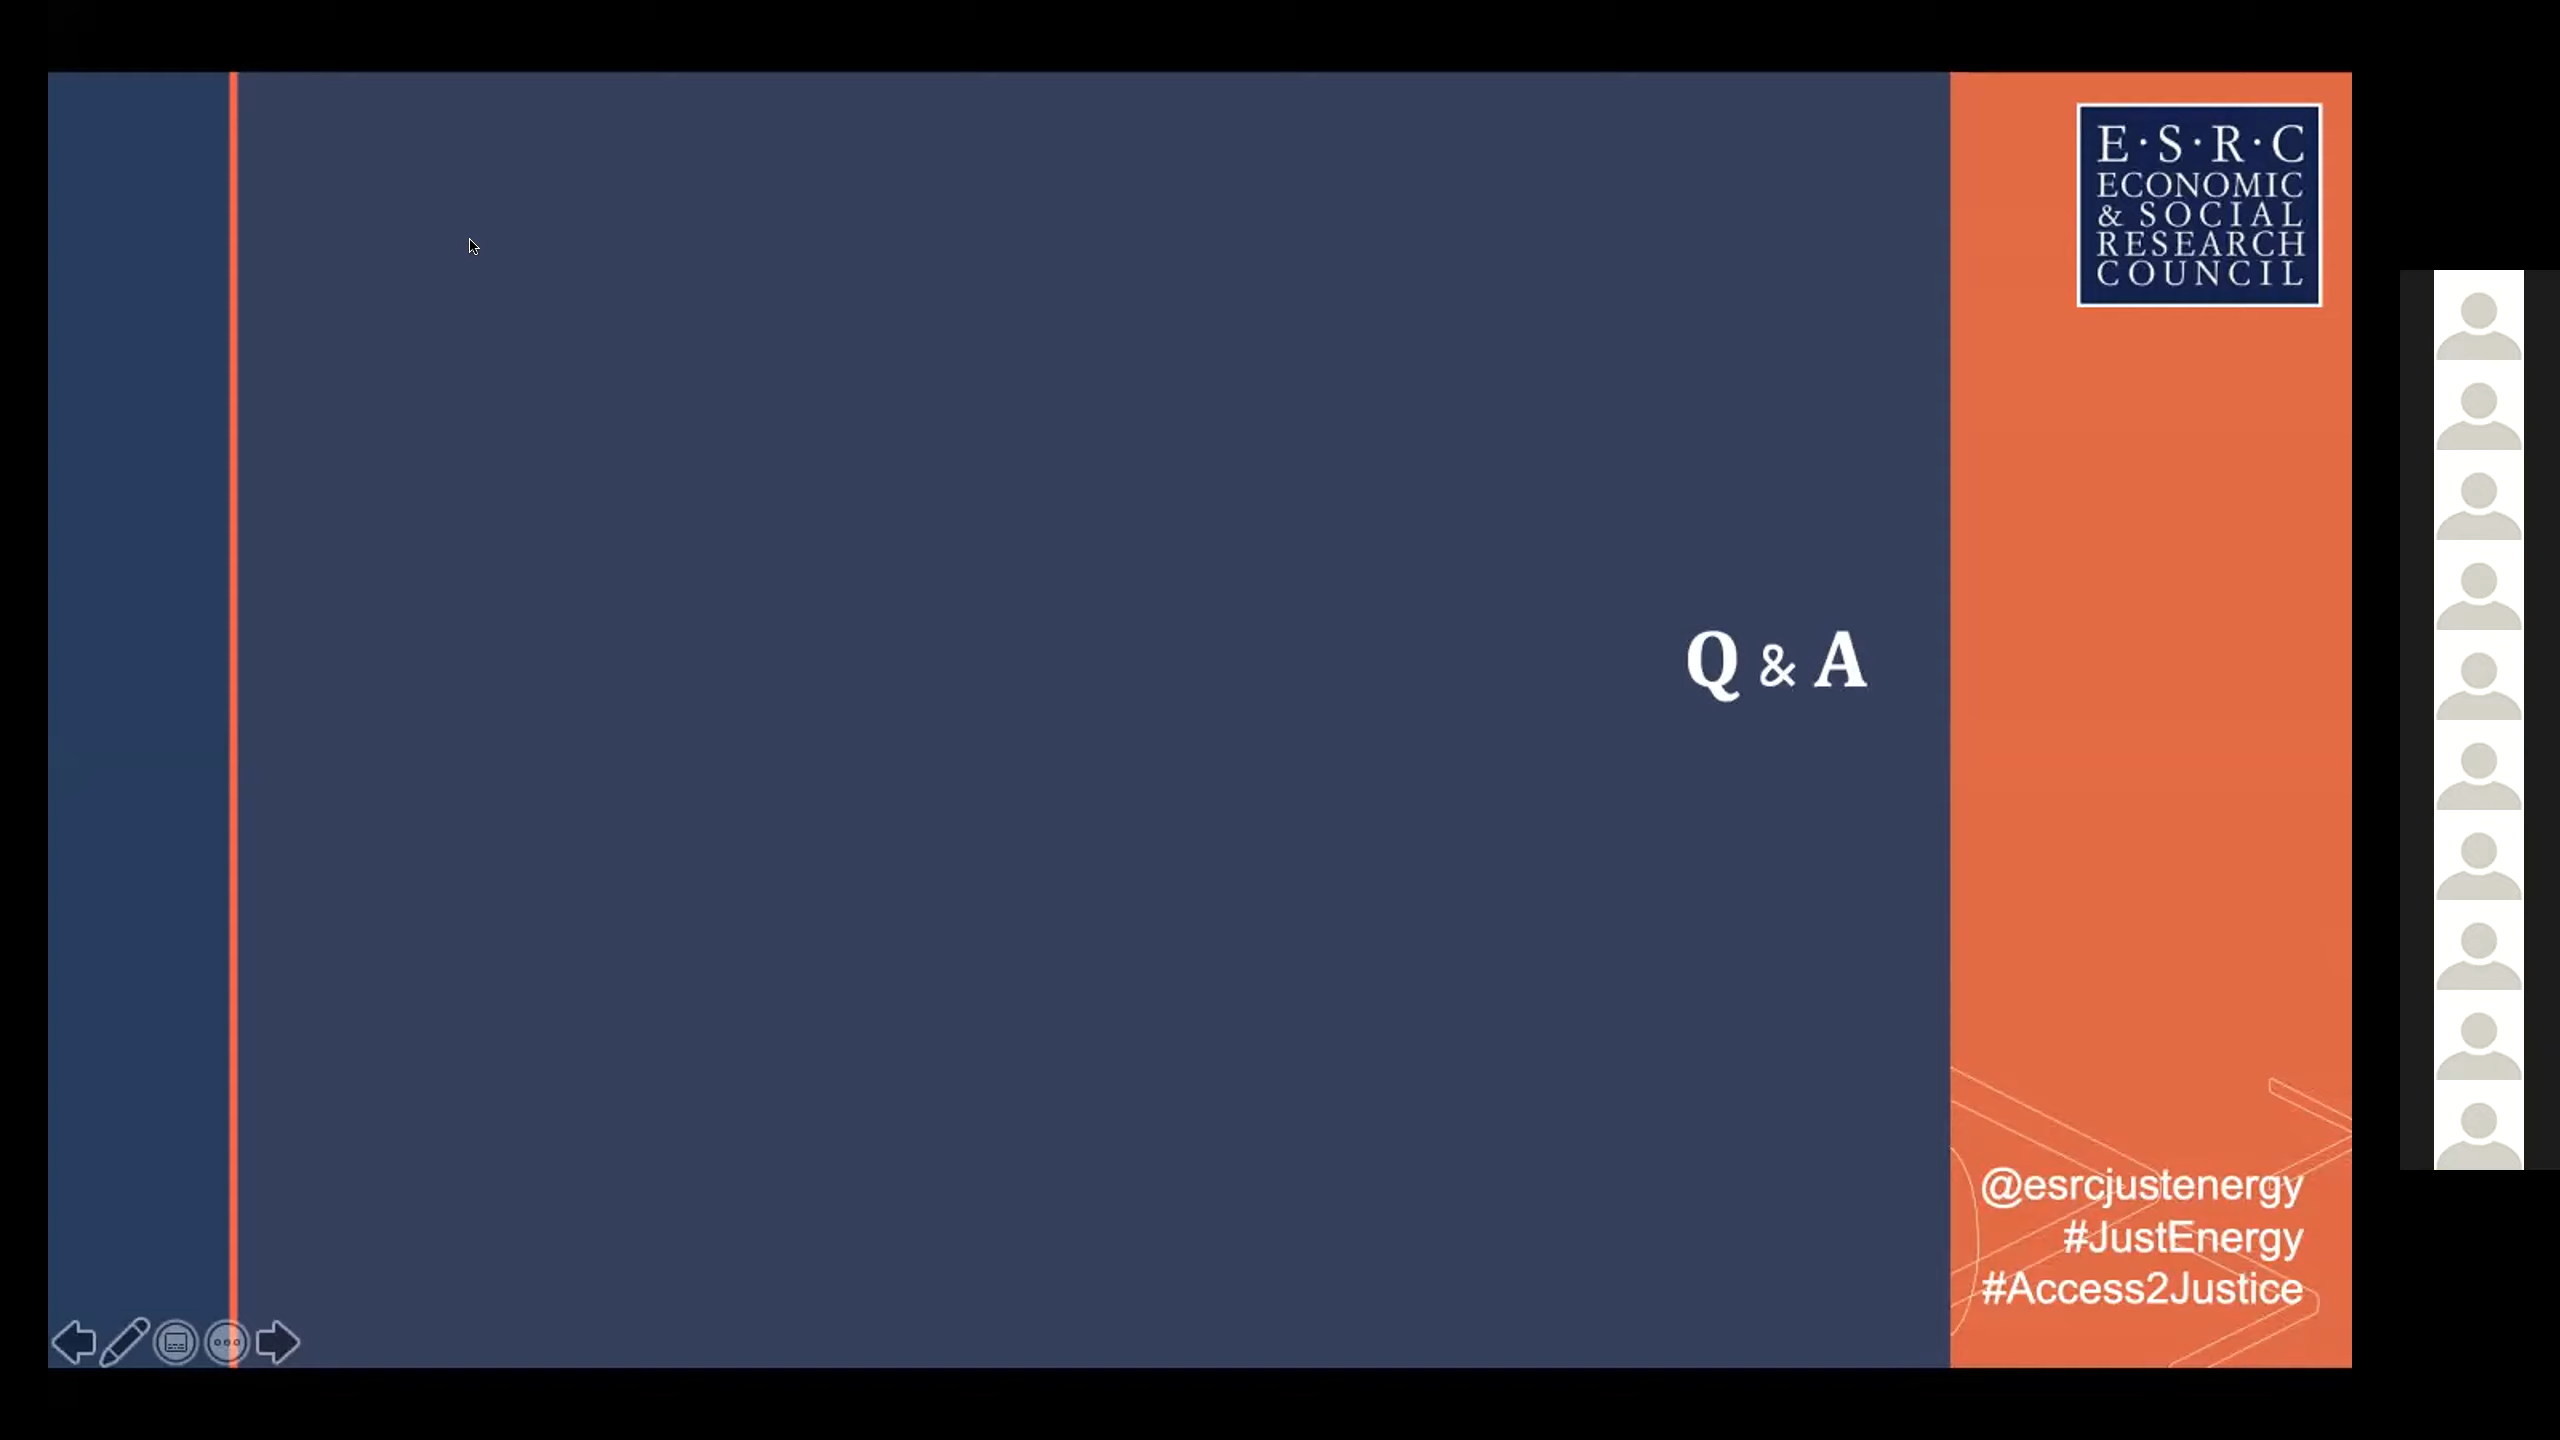 E·S·R·C
ECONOMIC
& SOCIAL
RESEARCH
COUNCIL
Q & A
@esrcjustenergy
#JustEnergy
#Access2Justice